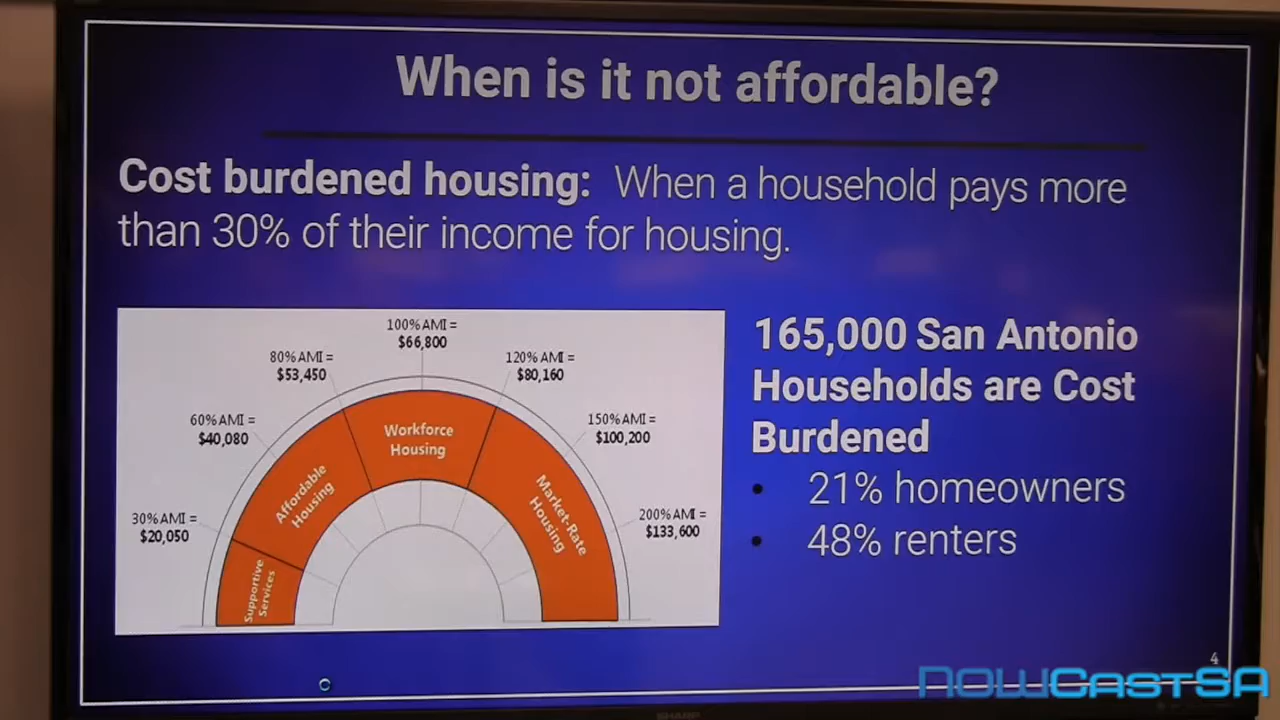 When is it not affordable?
Cost burdened housing: When a household pays more
than 30% of their income for housing.
100% AMI =
$66,800
80% AMI =
$53,450
120% AMI =
$80,160
60% AMI =
$40,080
150% AMI =
$100,200
30% AMI =
$20,050
200% AMI =
$133,600
Supportive
Services
Affordable
Housing
Workforce
Housing
Market-Rate
Housing
165,000 San Antonio
Households are Cost
Burdened
• 21% homeowners
• 48% renters
4
NOWCastSA
SHARP